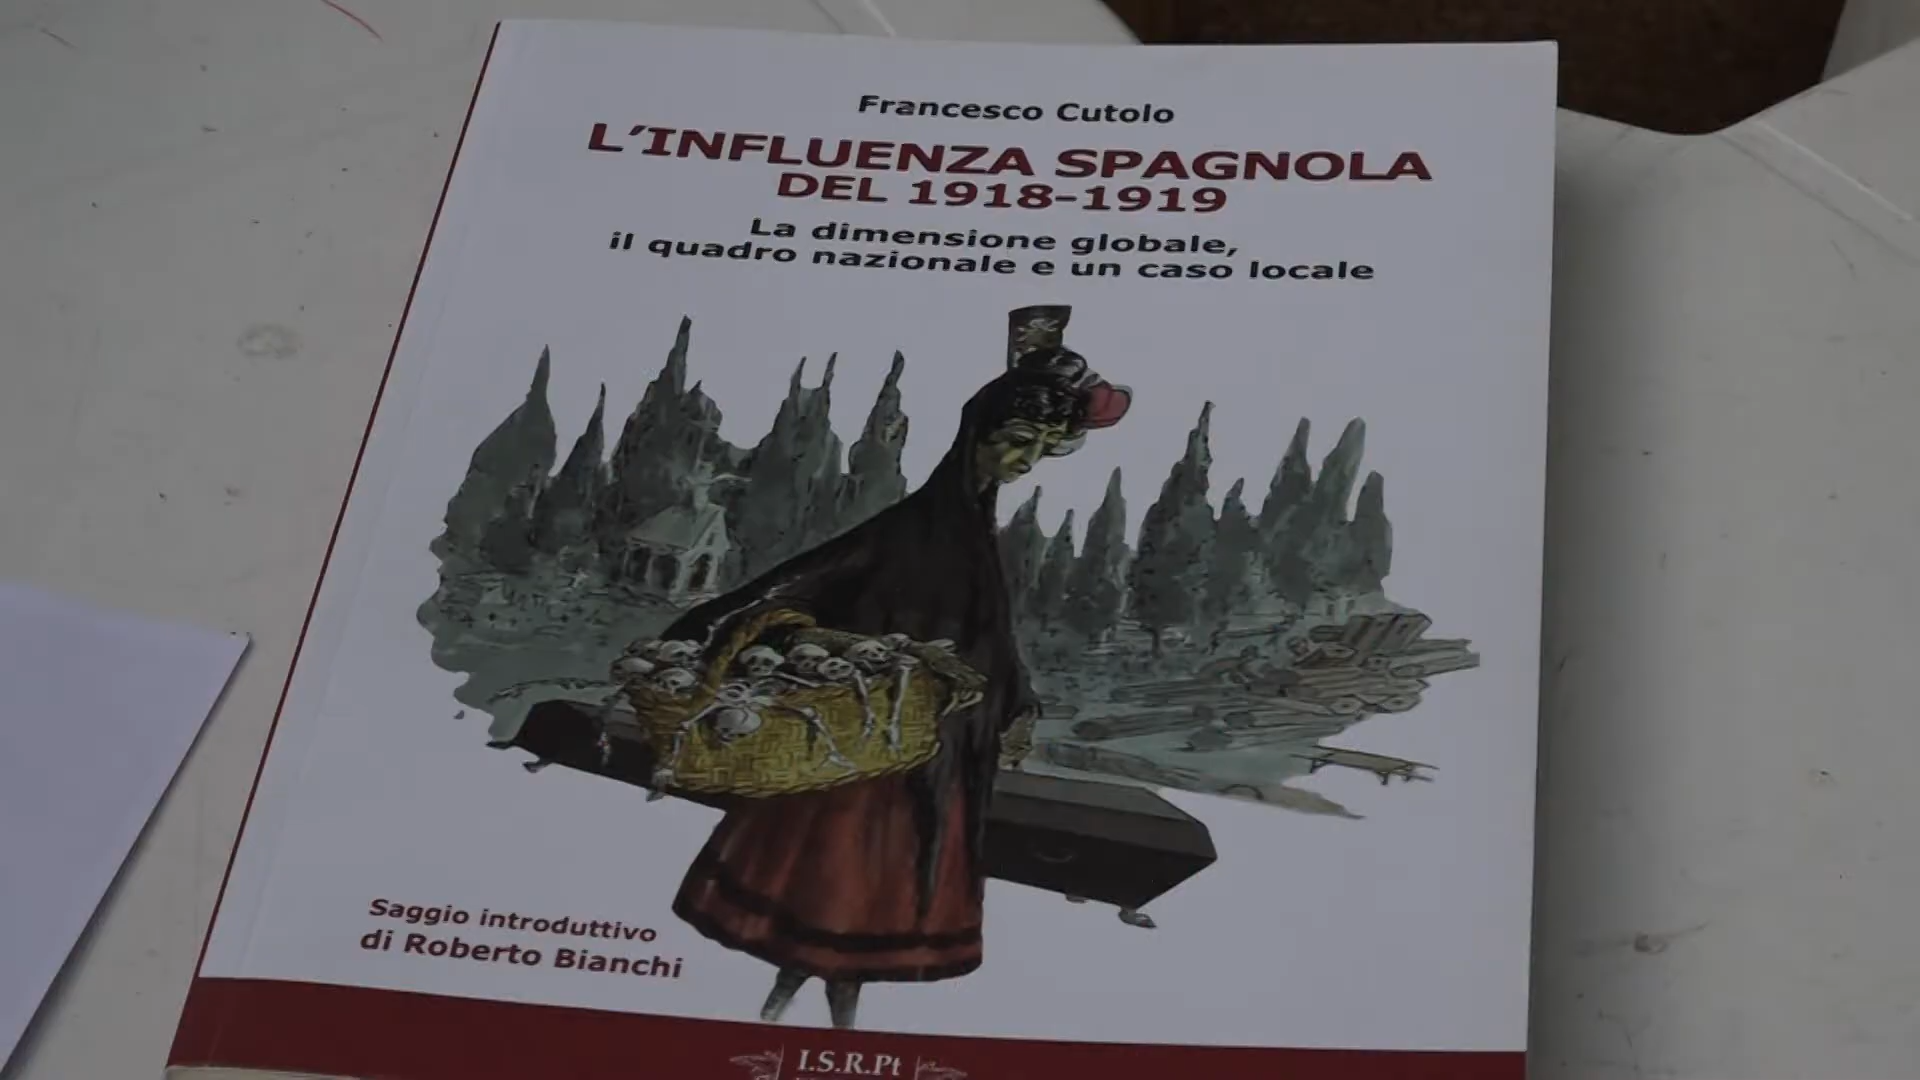 Francesco Cutolo
L'INFLUENZA SPAGNOLA
DEL 1918-1919
La dimensione globale,
il quadro nazionale e un caso locale
Saggio introduttivo
di Roberto Bianchi
I.S.R.Pt